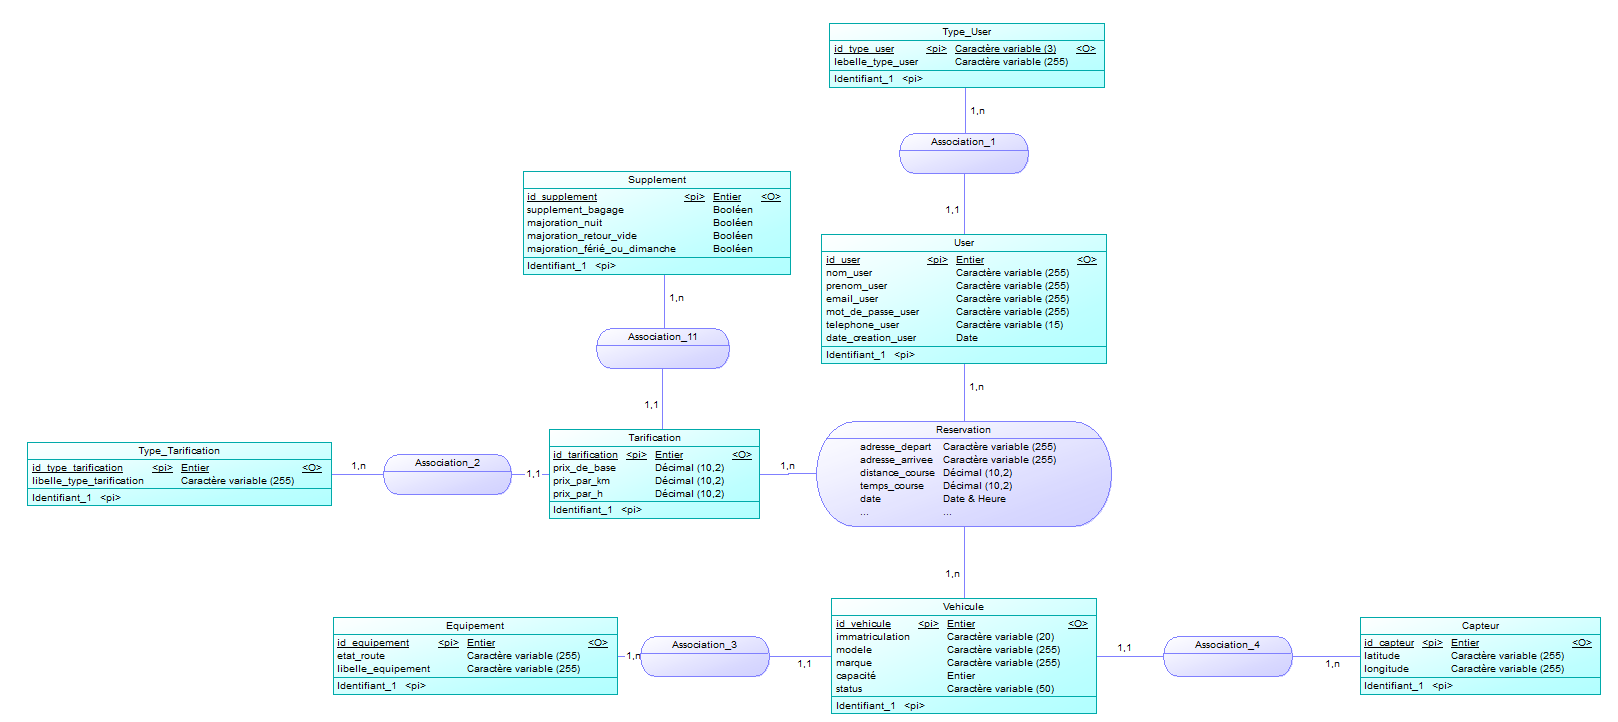 Type_User
id_type_user <pi> Caractère variable (3) <O>
lebelle_type_user Caractère variable (255)
Identifiant_1 <pi>
1,n
Association_1
1,1
Supplement
id_supplement <pi> Entier <O>
supplement_bagage Booléen
majoration_nuit Booléen
majoration_retour_vide Booléen
majoration_férié_ou_dimanche Booléen
Identifiant_1 <pi>
1,n
Association_11
1,1
User
id_user <pi> Entier <O>
nom_user Caractère variable (255)
prenom_user Caractère variable (255)
email_user Caractère variable (255)
mot_de_passe_user Caractère variable (255)
telephone_user Caractère variable (15)
date_creation_user Date
Identifiant_1 <pi>
1,n
Type_Tarification
id_type_tarification <pi> Entier <O>
libelle_type_tarification Caractère variable (255)
Identifiant_1 <pi>
1,n
Association_2
1,1
Tarification
id_tarification <pi> Entier <O>
prix_de_base Décimal (10,2)
prix_par_km Décimal (10,2)
prix_par_h Décimal (10,2)
Identifiant_1 <pi>
1,n
Reservation
adresse_depart Caractère variable (255)
adresse_arrivee Caractère variable (255)
distance_course Décimal (10,2)
temps_course Décimal (10,2)
date Date & Heure
... ...
1,n
Equipement
id_equipement <pi> Entier <O>
etat_route Caractère variable (255)
libelle_equipement Caractère variable (255)
Identifiant_1 <pi>
1,n
Association_3
1,1
Vehicule
id_vehicule <pi> Entier <O>
immatriculation Caractère variable (20)
modele Caractère variable (255)
marque Caractère variable (255)
capacité Entier
status Caractère variable (50)
Identifiant_1 <pi>
1,1
Association_4
1,n
Capteur
id_capteur <pi> Entier <O>
latitude Caractère variable (255)
longitude Caractère variable (255)
Identifiant_1 <pi>